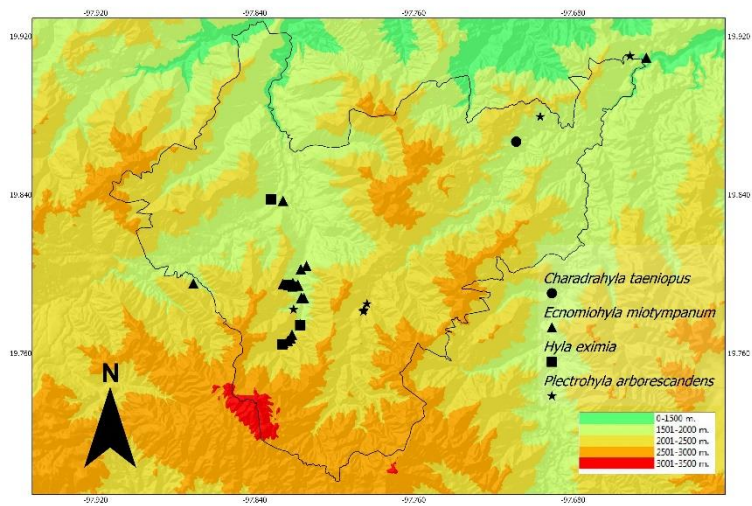 -97.920 -97.840 -97.760 -97.680
19.920 19.920
19.840 19.840
Charadrahyla taeniopus
Ecnomiohyla miotympanum
Hyla eximia
19.760 19.760
Plectrohyla arborescandens
N
0-1500 m.
1501-2000 m.
2001-2500 m.
2501-3000 m.
3001-3500 m.
-97.920 -97.840 -97.760 -97.680